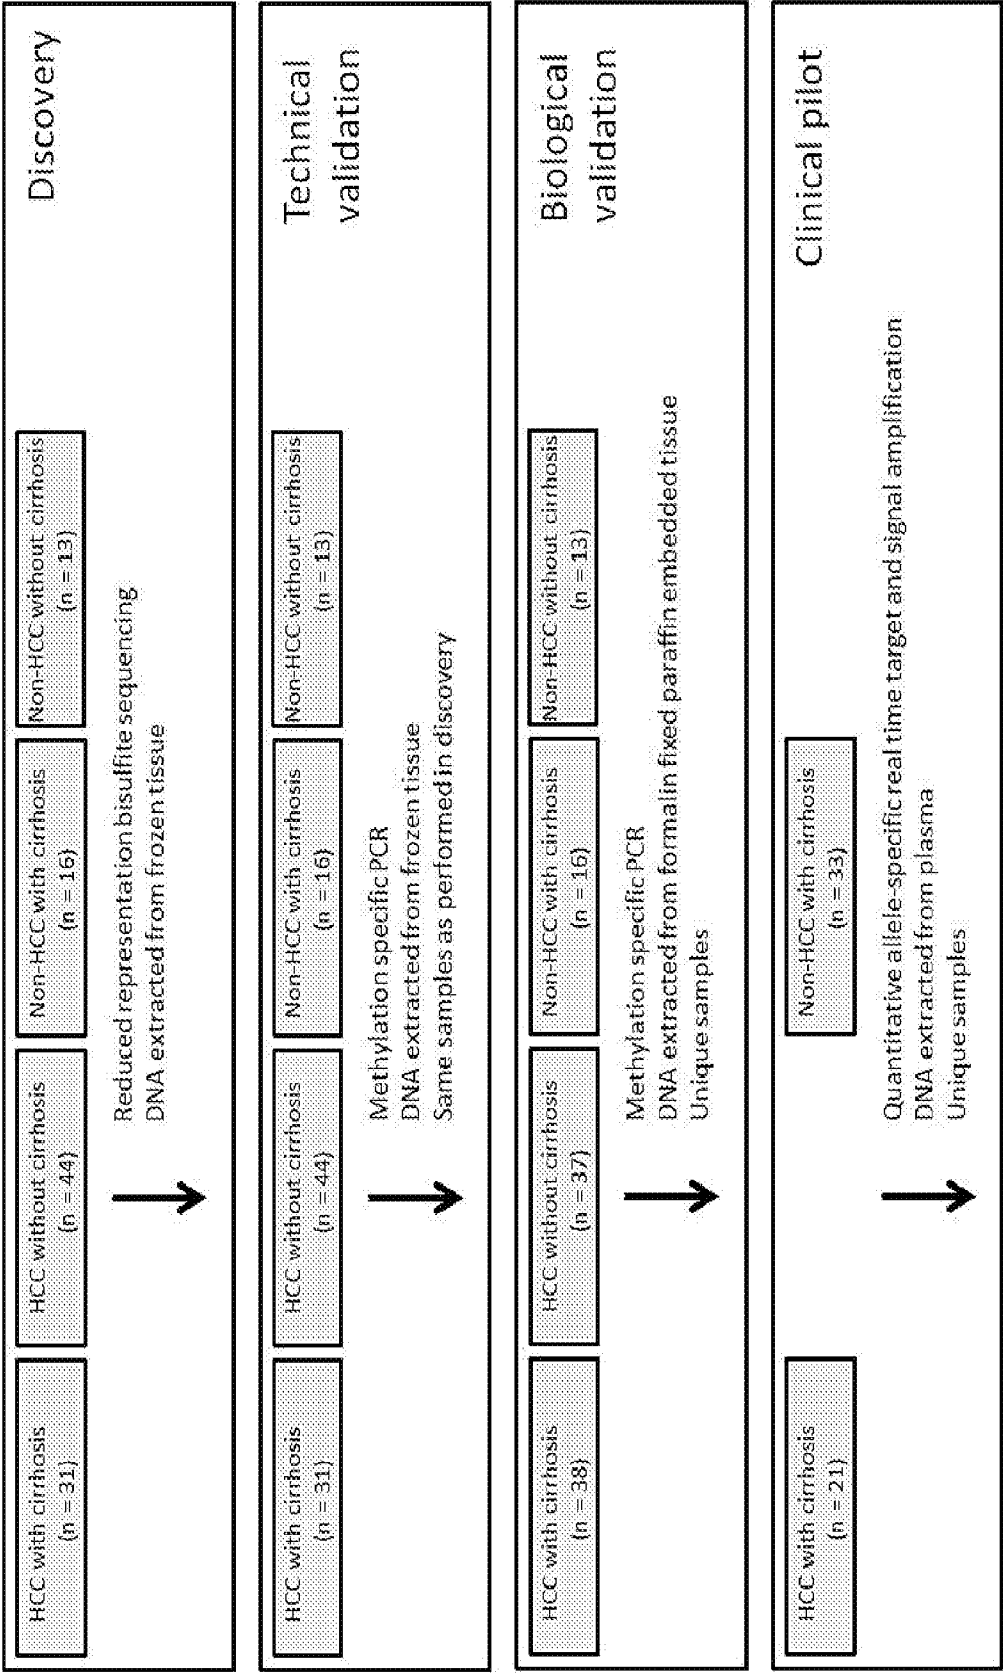 Discovery
HCC with cirrhosis
(n = 31)
HCC without cirrhosis
(n = 44)
Non-HCC with cirrhosis
(n = 16)
Non-HCC without cirrhosis
(n = 13)
Reduced representation bisulfite sequencing
DNA extracted from frozen tissue
Technical
validation
HCC with cirrhosis
(n = 31)
HCC without cirrhosis
(n = 44)
Non-HCC with cirrhosis
(n = 16)
Non-HCC without cirrhosis
(n = 13)
Methylation specific PCR
DNA extracted from frozen tissue
Same samples as performed in discovery
Biological
validation
HCC with cirrhosis
(n = 38)
HCC without cirrhosis
(n = 37)
Non-HCC with cirrhosis
(n = 16)
Non-HCC without cirrhosis
(n = 13)
Methylation specific PCR
DNA extracted from formalin fixed paraffin embedded tissue
Unique samples
Clinical pilot
HCC with cirrhosis
(n = 21)
Non-HCC with cirrhosis
(n = 33)
Quantitative allele-specific real time target and signal amplification
DNA extracted from plasma
Unique samples